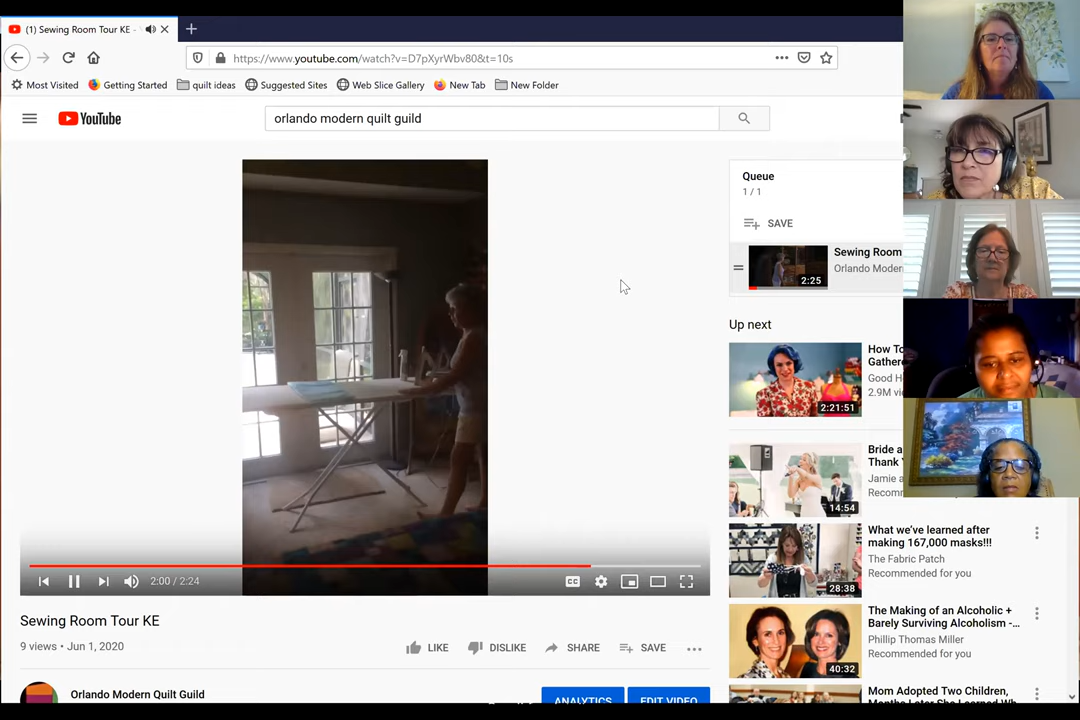 (1) Sewing Room Tour KE -
https://www.youtube.com/watch?v=D7pXyrWbv80&t=10s
Most Visited Getting Started quilt ideas Suggested Sites Web Slice Gallery New Tab New Folder
YouTube
orlando modern quilt guild
Queue
1 / 1
SAVE
Sewing Room
Orlando Moder
2:25
Up next
How To
Gathere
Good H
2.9M vi
2:21:51
Bride a
Thank
Jamie a
Recom
14:54
What we've learned after
making 167,000 masks!!!
The Fabric Patch
Recommended for you
28:38
The Making of an Alcoholic +
Barely Surviving Alcoholism -...
Phillip Thomas Miller
Recommended for you
40:32
Mom Adopted Two Children,
2:00 / 2:24
CC
Sewing Room Tour KE
9 views • Jun 1, 2020
LIKE DISLIKE SHARE SAVE
Orlando Modern Quilt Guild
ANALYTICS EDIT VIDEO